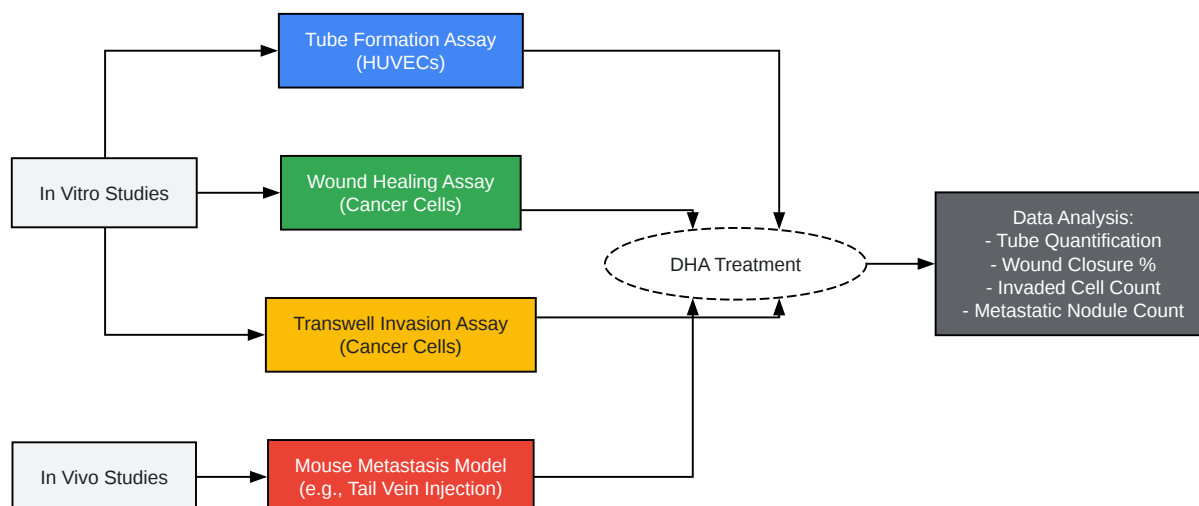 Tube Formation Assay
(HUVECs)
In Vitro Studies
Wound Healing Assay
(Cancer Cells)
Transwell Invasion Assay
(Cancer Cells)
In Vivo Studies
Mouse Metastasis Model
(e.g., Tail Vein Injection)
DHA Treatment
Data Analysis:
- Tube Quantification
- Wound Closure %
- Invaded Cell Count
- Metastatic Nodule Count